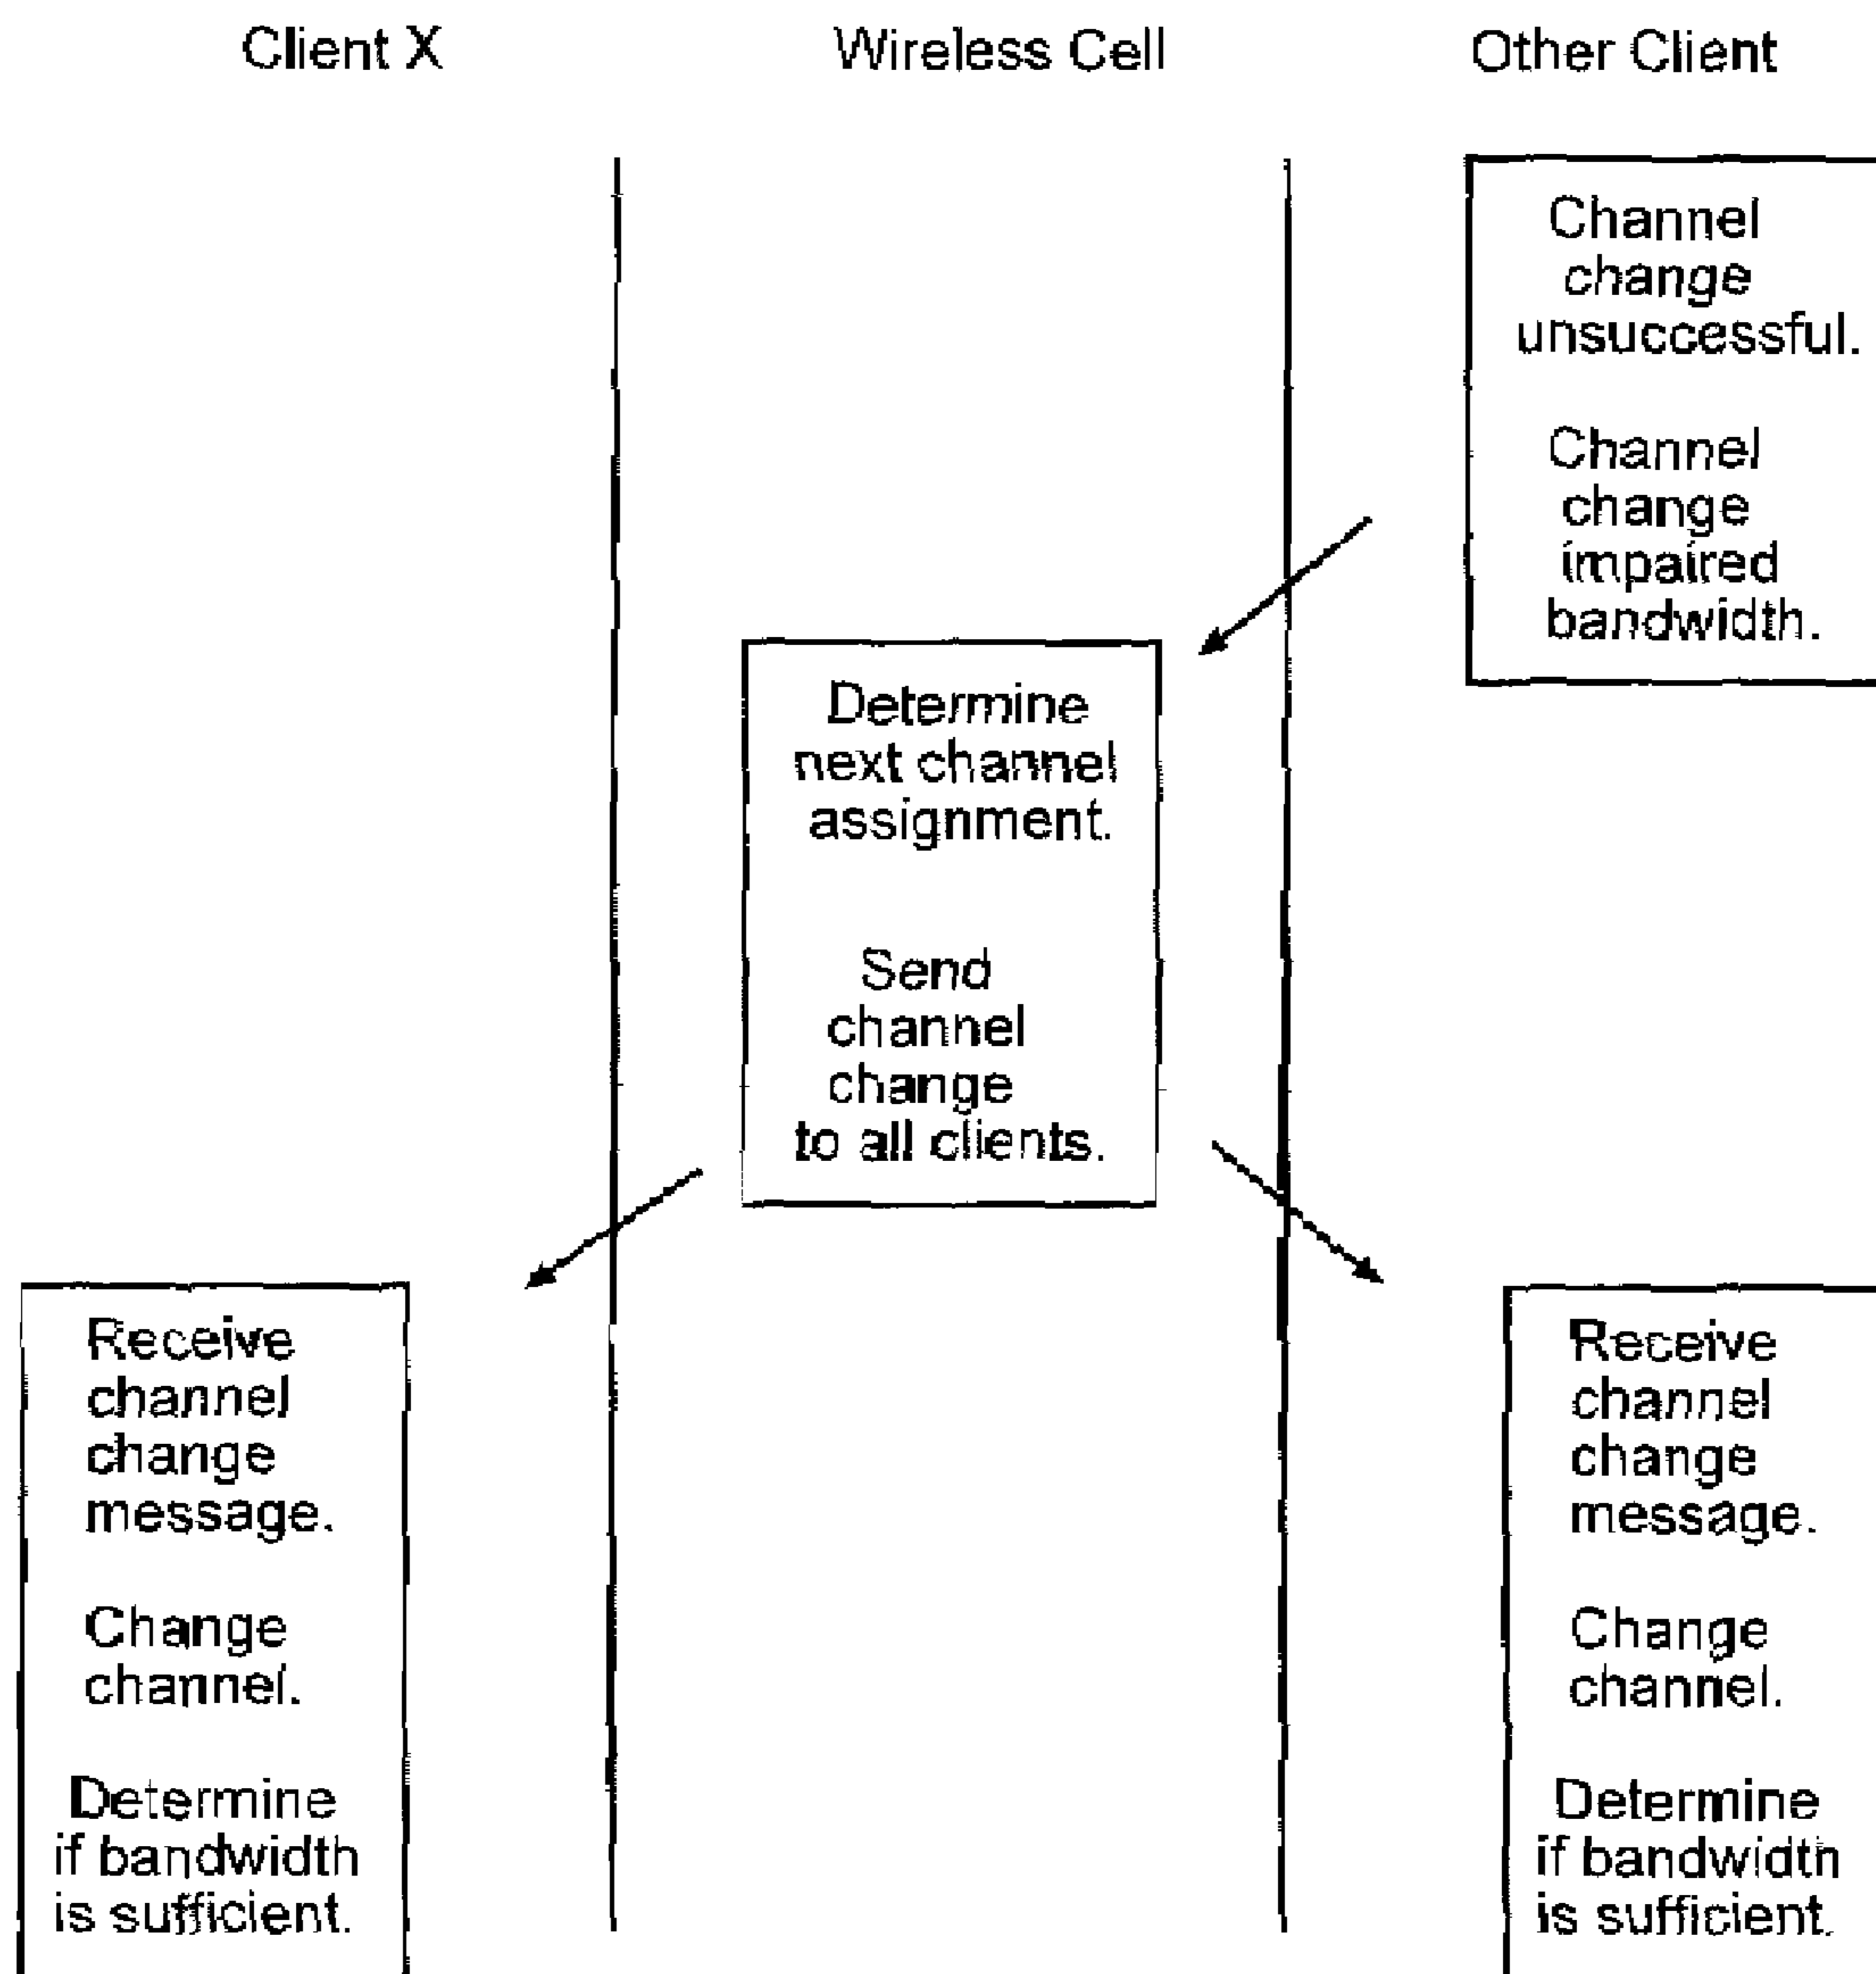 Client X
Wireless Cell
Other Client
Channel
change
unsuccessful.
Channel
change
impaired
bandwidth.
Determine
next channel
assignment.
Send
channel
change
to all clients.
Receive
channel
change
message.
Change
channel.
Determine
if bandwidth
is sufficient.
Receive
channel
change
message.
Change
channel.
Determine
if bandwidth
is sufficient.